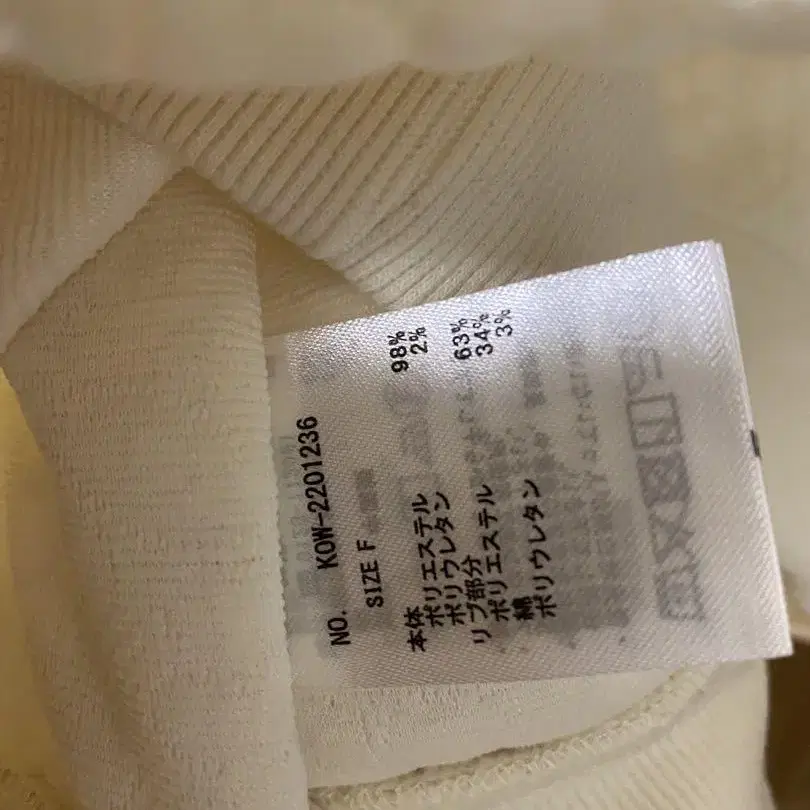 NO. KOW-2201236
SIZE F
本体
ポリエステル 98%
ポリウレタン 2%
リブ部分
ポリエステル 63%
綿 34%
ポリウレタン 3%